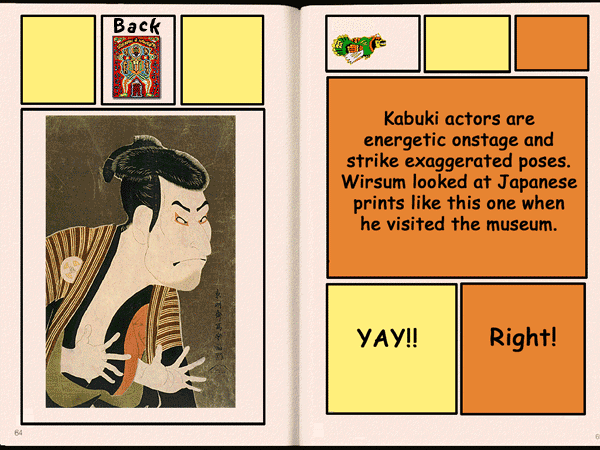 Back
64
Kabuki actors are
energetic onstage and
strike exaggerated poses.
Wirsum looked at Japanese
prints like this one when
he visited the museum.
YAY!!
Right!